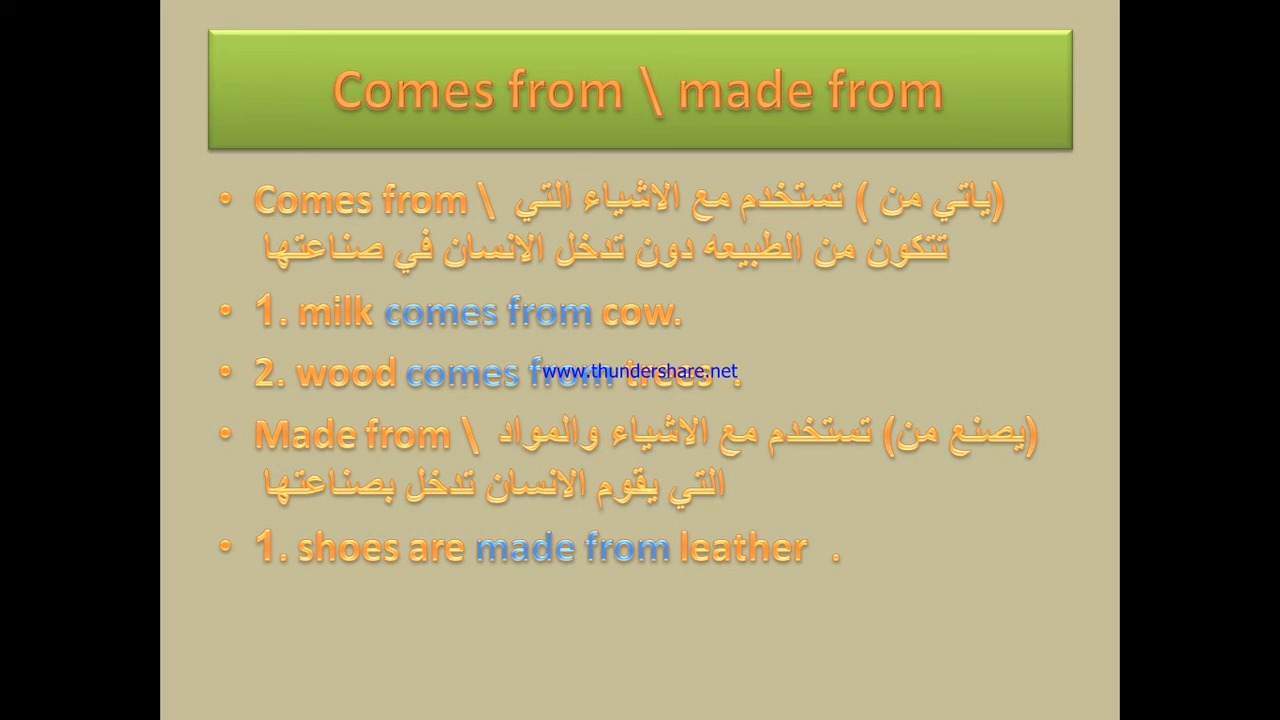 Comes from \ made from
• Comes from \ (ياتي من ) تستخدم مع الاشياء التي
تتكون من الطبيعه دون تدخل الانسان في صناعتها
• 1. milk comes from cow.
• 2. wood comes from trees .
www.thundershare.net
• Made from \ (يصنع من) تستخدم مع الاشياء والمواد
التي يقوم الانسان تدخل بصناعتها
• 1. shoes are made from leather .